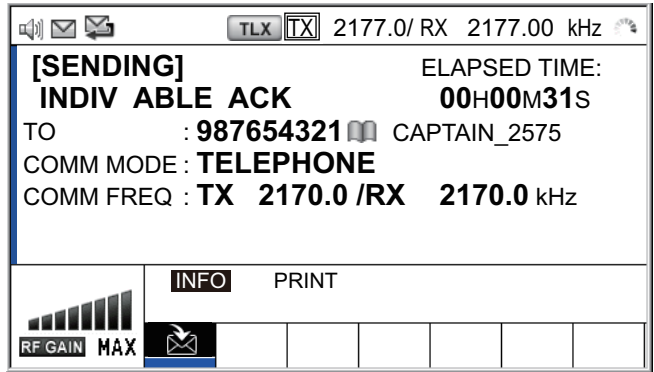 TLX TX 2177.0/ RX 2177.00 kHz
[SENDING] ELAPSED TIME:
INDIV ABLE ACK 00H00M31S
TO : 987654321 CAPTAIN_2575
COMM MODE : TELEPHONE
COMM FREQ : TX 2170.0 /RX 2170.0 kHz
INFO PRINT
RF GAIN MAX